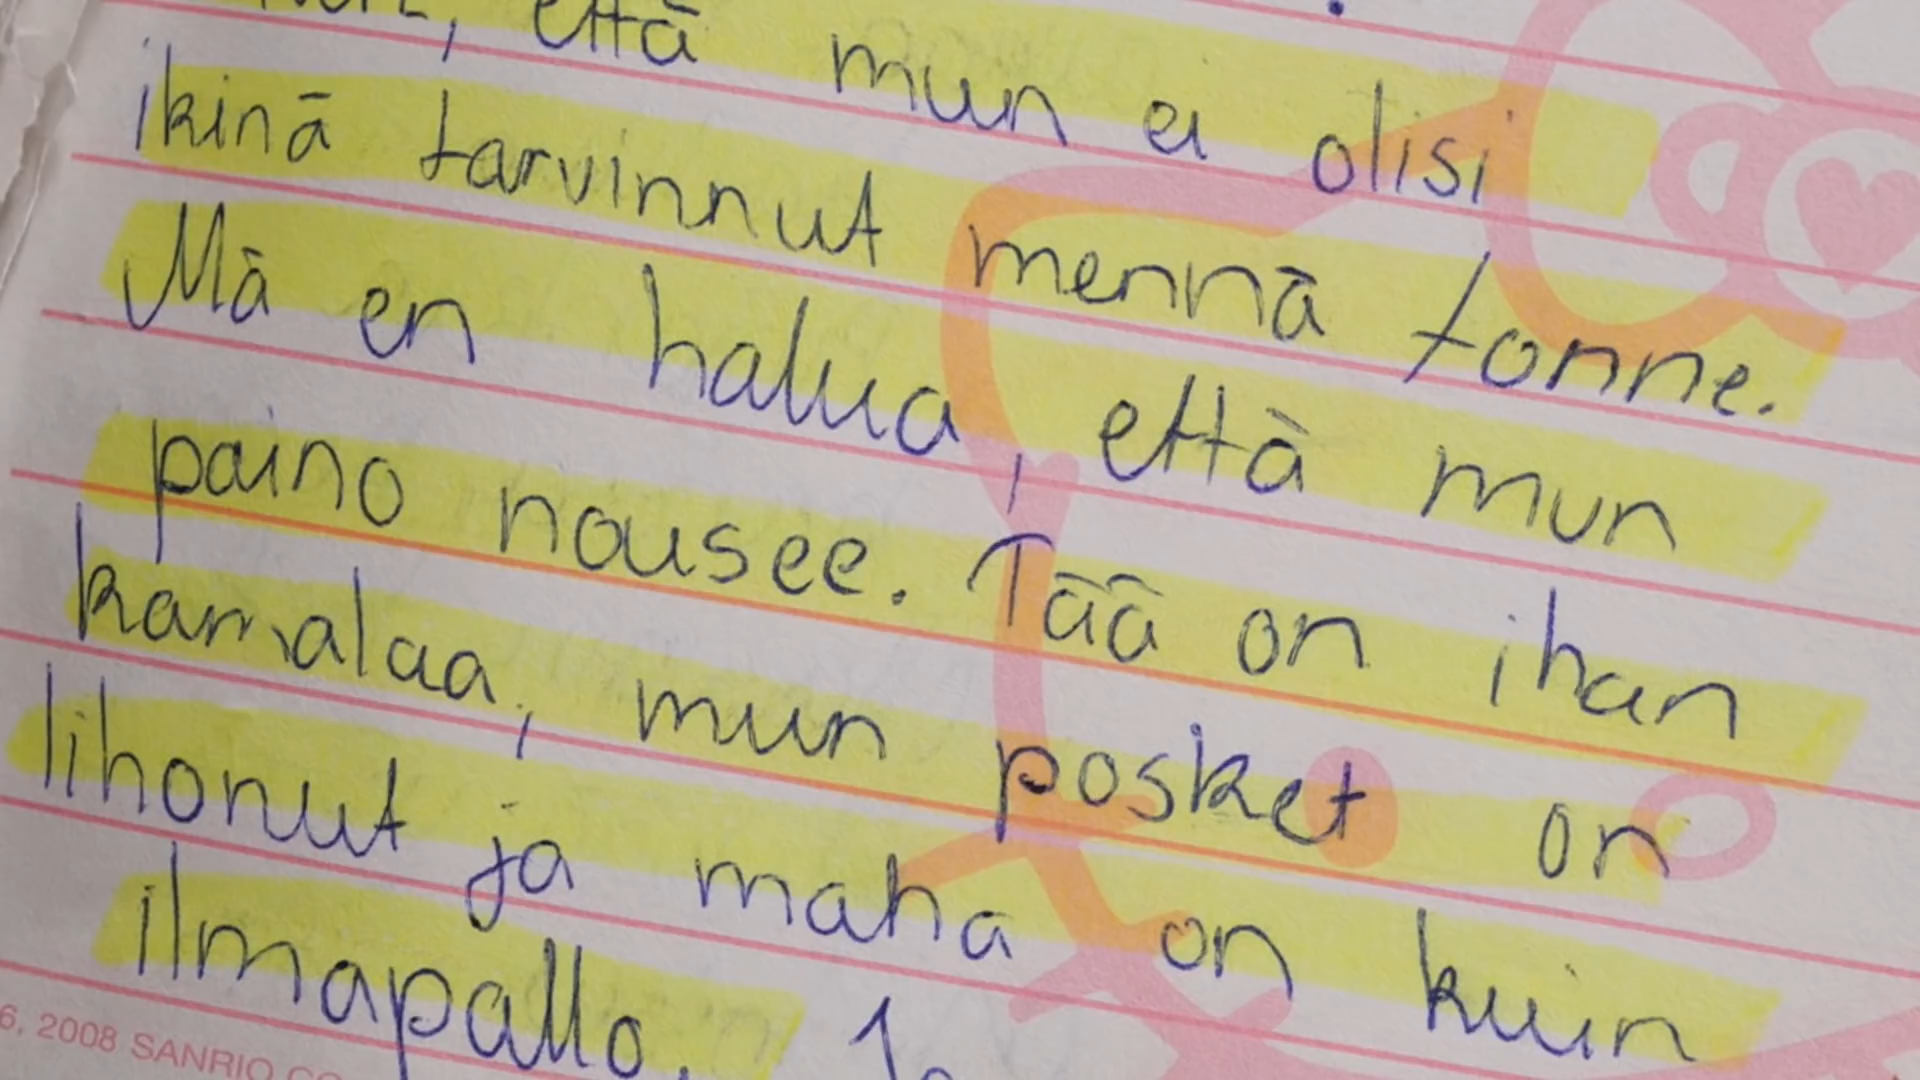 että mun ei olisi
ikinä tarvinnut mennä tonne.
Mä en halua, että mun
paino nousee. Tää on ihan
kamalaa, mun posket on
lihonut ja maha on kuin
ilmapallo.
6, 2008 SANRIO CO